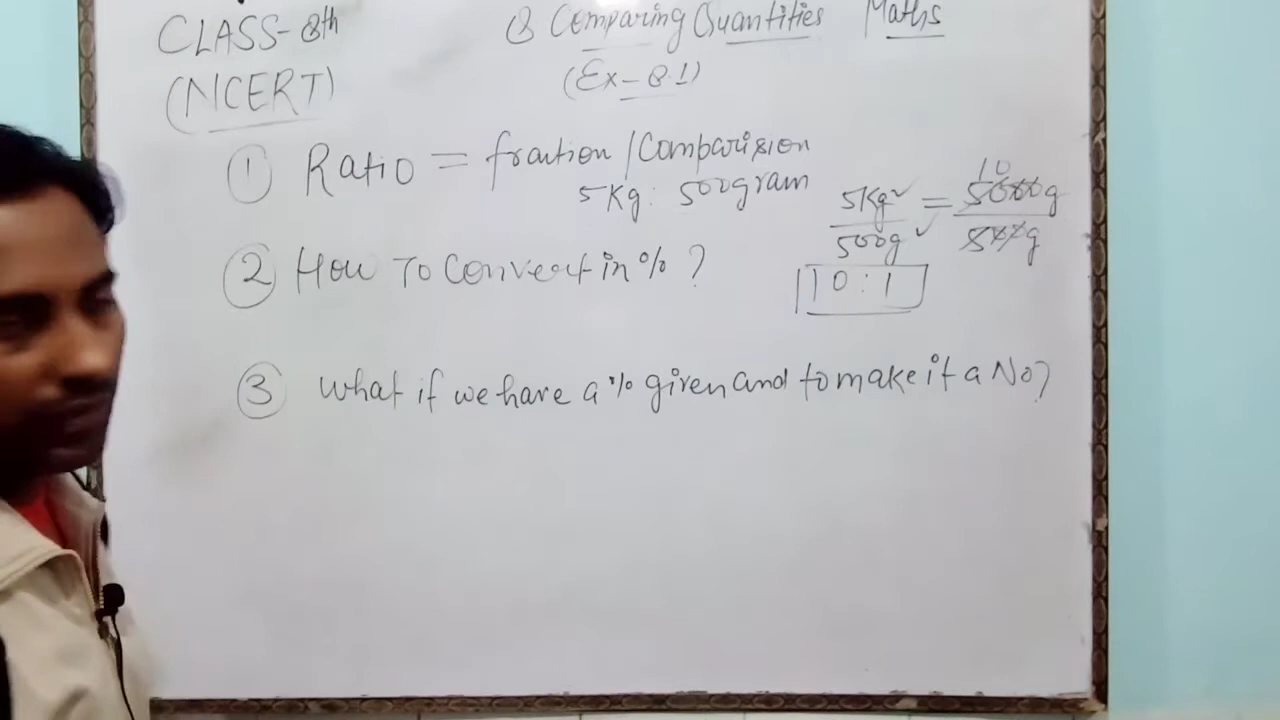 CLASS-8th
8 Comparing Quantities Maths
(NCERT)
(Ex-8.1)
① Ratio = fraction / Comparision
5Kg : 500gram
5Kg / 500g = 5000g / 500g
10
10:1
② How To Convert in % ?
③ What if we have a % given and to make it a No?